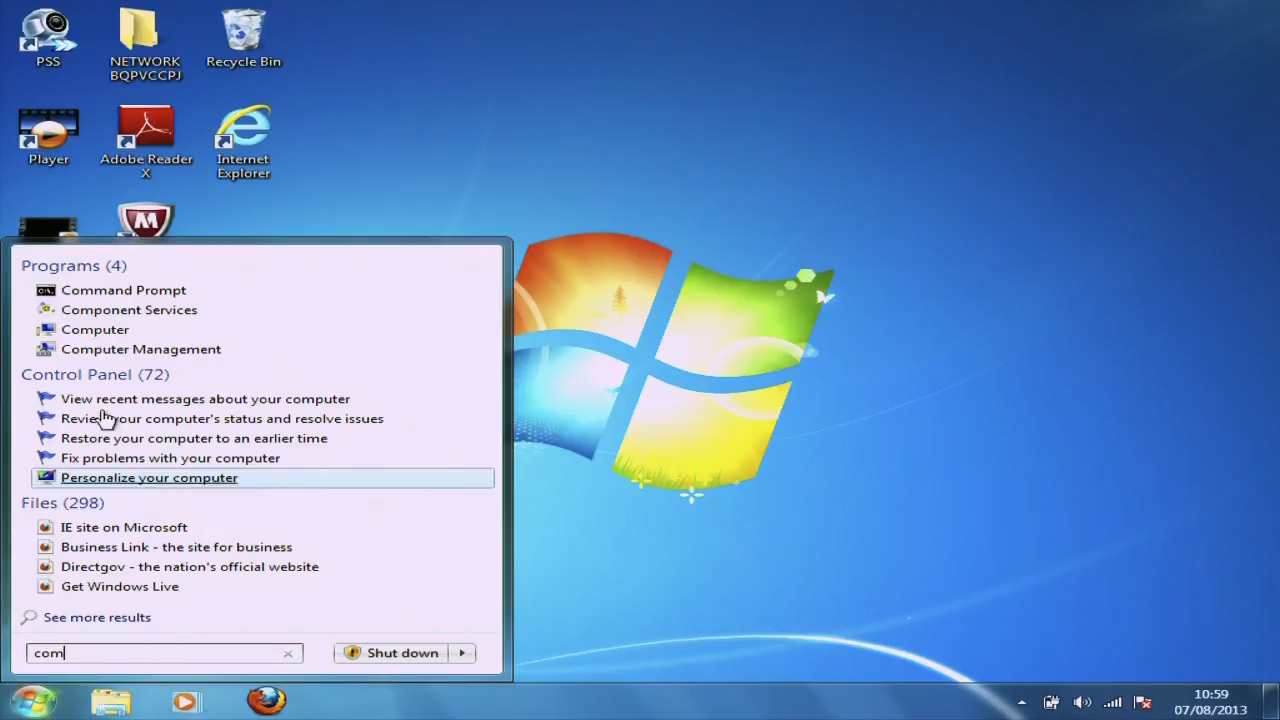 PSS
NETWORK
BQPVCCPJ
Recycle Bin
Player
Adobe Reader
X
Internet
Explorer
M
Programs (4)
C:\.
Command Prompt
Component Services
Computer
Computer Management
Control Panel (72)
View recent messages about your computer
Review your computer's status and resolve issues
Restore your computer to an earlier time
Fix problems with your computer
Personalize your computer
Files (298)
IE site on Microsoft
Business Link - the site for business
Directgov - the nation's official website
Get Windows Live
See more results
com
Shut down
10:59
07/08/2013